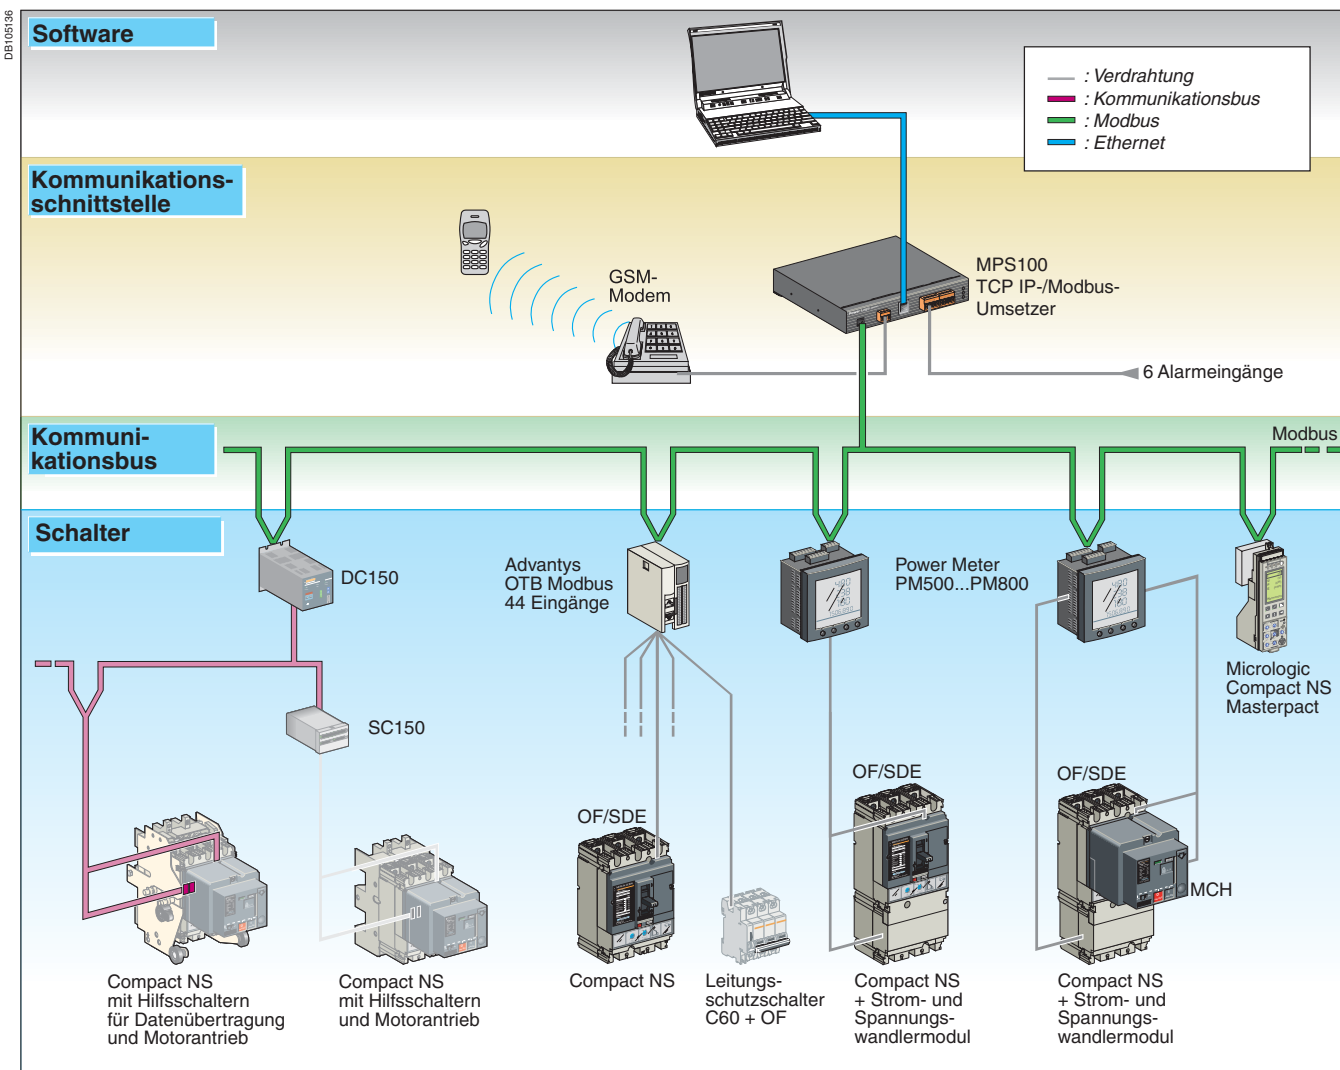 DB105136
Software
: Verdrahtung
: Kommunikationsbus
: Modbus
: Ethernet
Kommunikations-
schnittstelle
GSM-
Modem
MPS100
TCP IP-/Modbus-
Umsetzer
6 Alarmeingänge
Kommuni-
kationsbus
Modbus
Schalter
DC150
Advantys
OTB Modbus
44 Eingänge
Power Meter
PM500...PM800
Micrologic
Compact NS
Masterpact
SC150
OF/SDE
OF/SDE
OF/SDE
MCH
Compact NS
mit Hilfsschaltern
für Datenübertragung
und Motorantrieb
Compact NS
mit Hilfsschaltern
und Motorantrieb
Compact NS
Leitungs-
schutzschalter
C60 + OF
Compact NS
+ Strom- und
Spannungs-
wandlermodul
Compact NS
+ Strom- und
Spannungs-
wandlermodul